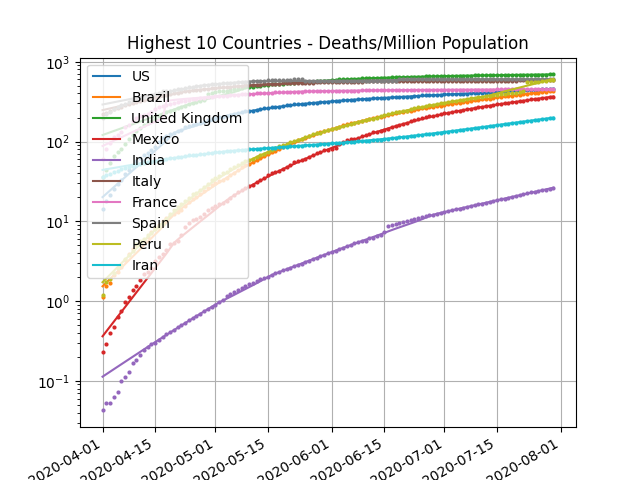 Highest 10 Countries - Deaths/Million Population
10³
10²
10¹
10⁰
10⁻¹
US
Brazil
United Kingdom
Mexico
India
Italy
France
Spain
Peru
Iran
2020-04-01
2020-04-15
2020-05-01
2020-05-15
2020-06-01
2020-06-15
2020-07-01
2020-07-15
2020-08-01